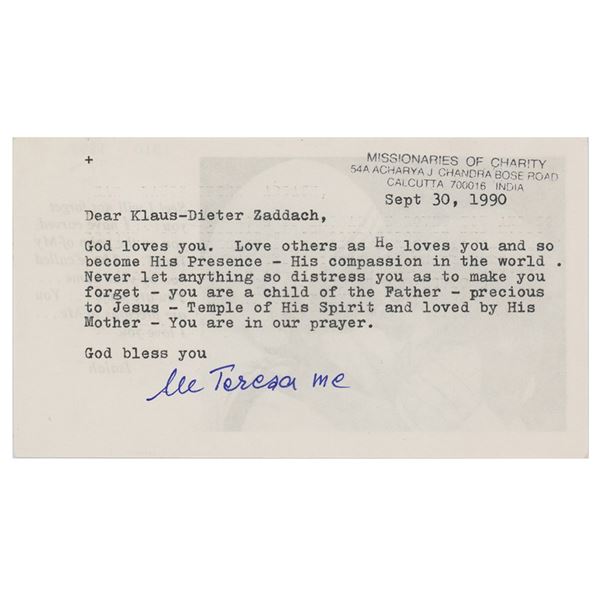 +
MISSIONARIES OF CHARITY
54A ACHARYA J CHANDRA BOSE ROAD
CALCUTTA 700016 INDIA
Sept 30, 1990
Dear Klaus-Dieter Zaddach,
God loves you. Love others as He loves you and so
become His Presence - His compassion in the world .
Never let anything so distress you as to make you
forget - you are a child of the Father - precious
to Jesus - Temple of His Spirit and loved by His
Mother - You are in our prayer.
God bless you
M Teresa mc